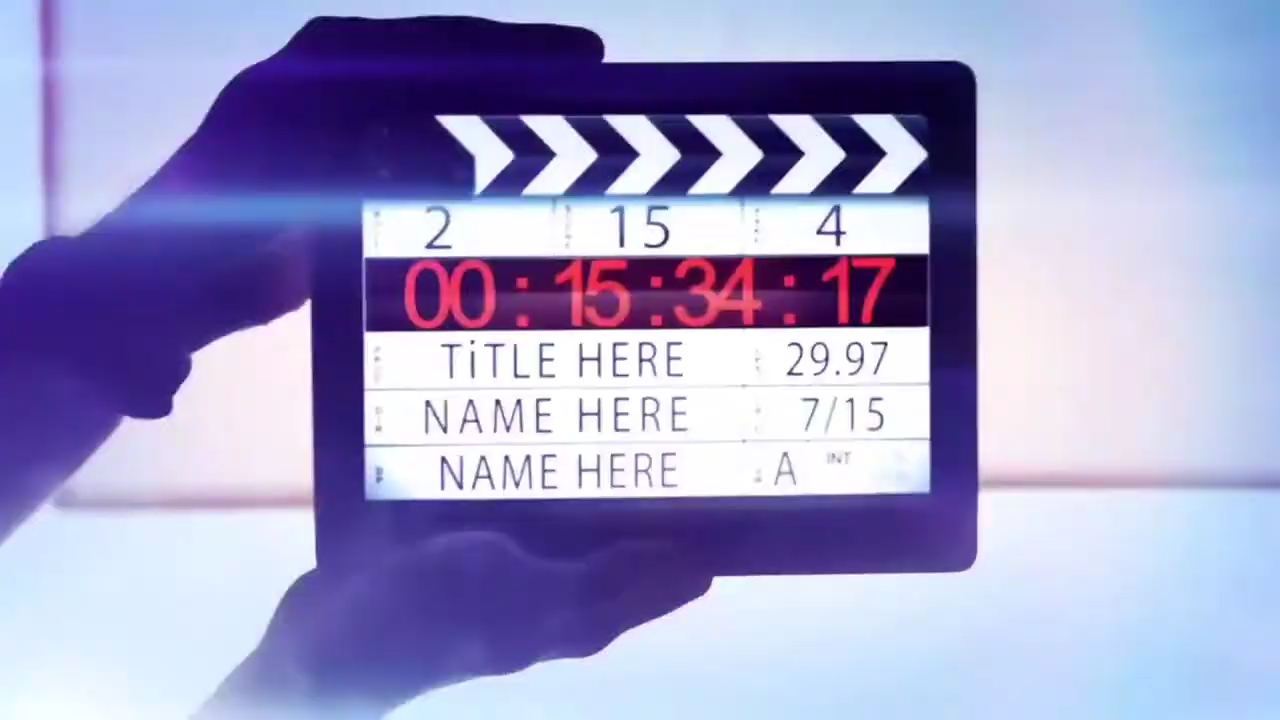 2 15 4
00:15:34:17
TiTLE HERE 29.97
NAME HERE 7/15
NAME HERE A INT